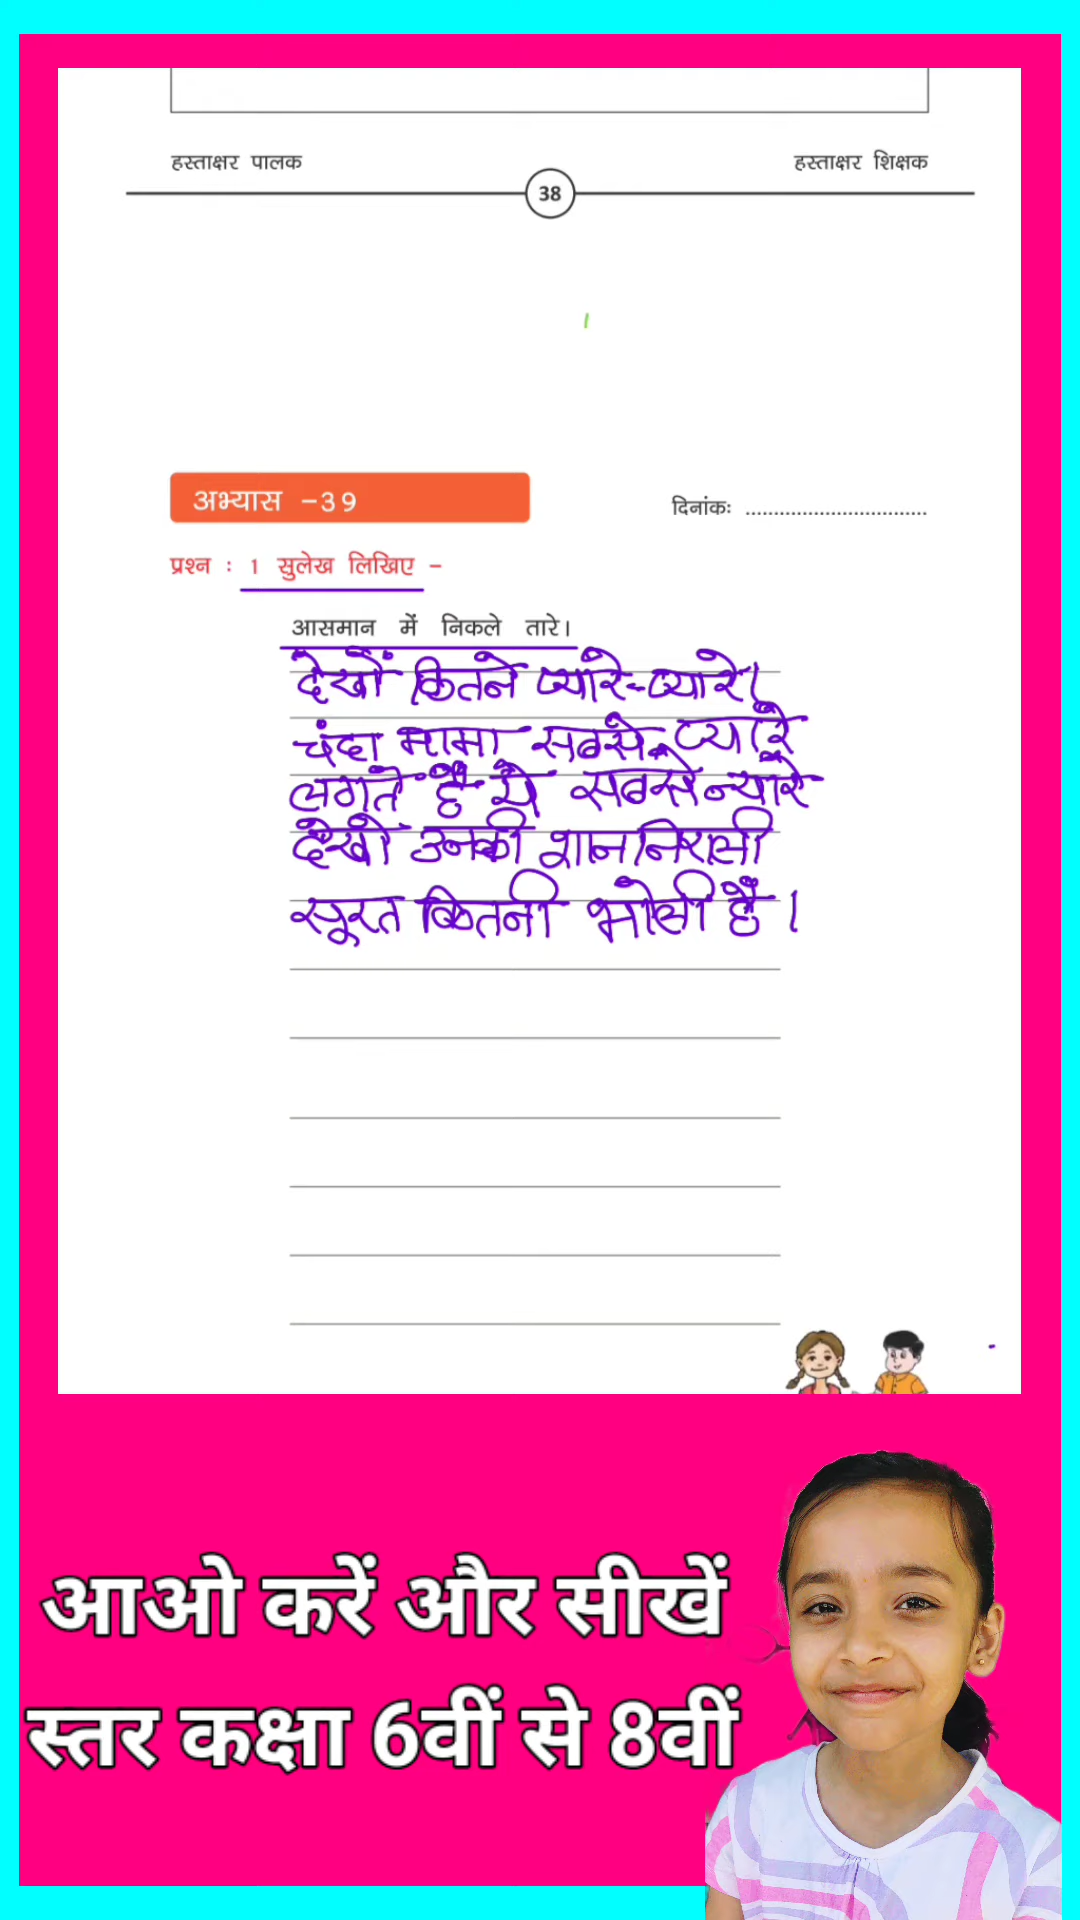 हस्ताक्षर पालक
हस्ताक्षर शिक्षक
38
अभ्यास -39
दिनांकः ................................
प्रश्न : 1 सुलेख लिखिए -
आसमान में निकले तारे।
देखों कितने प्यारे-प्यारे।
चंदा मामा सबसे प्यारे
लगते है ये सबसे न्यारे
देखो उनकी शान निराली
सूरत कितनी भोली है ।
आओ करें और सीखें
स्तर कक्षा 6वीं से 8वीं